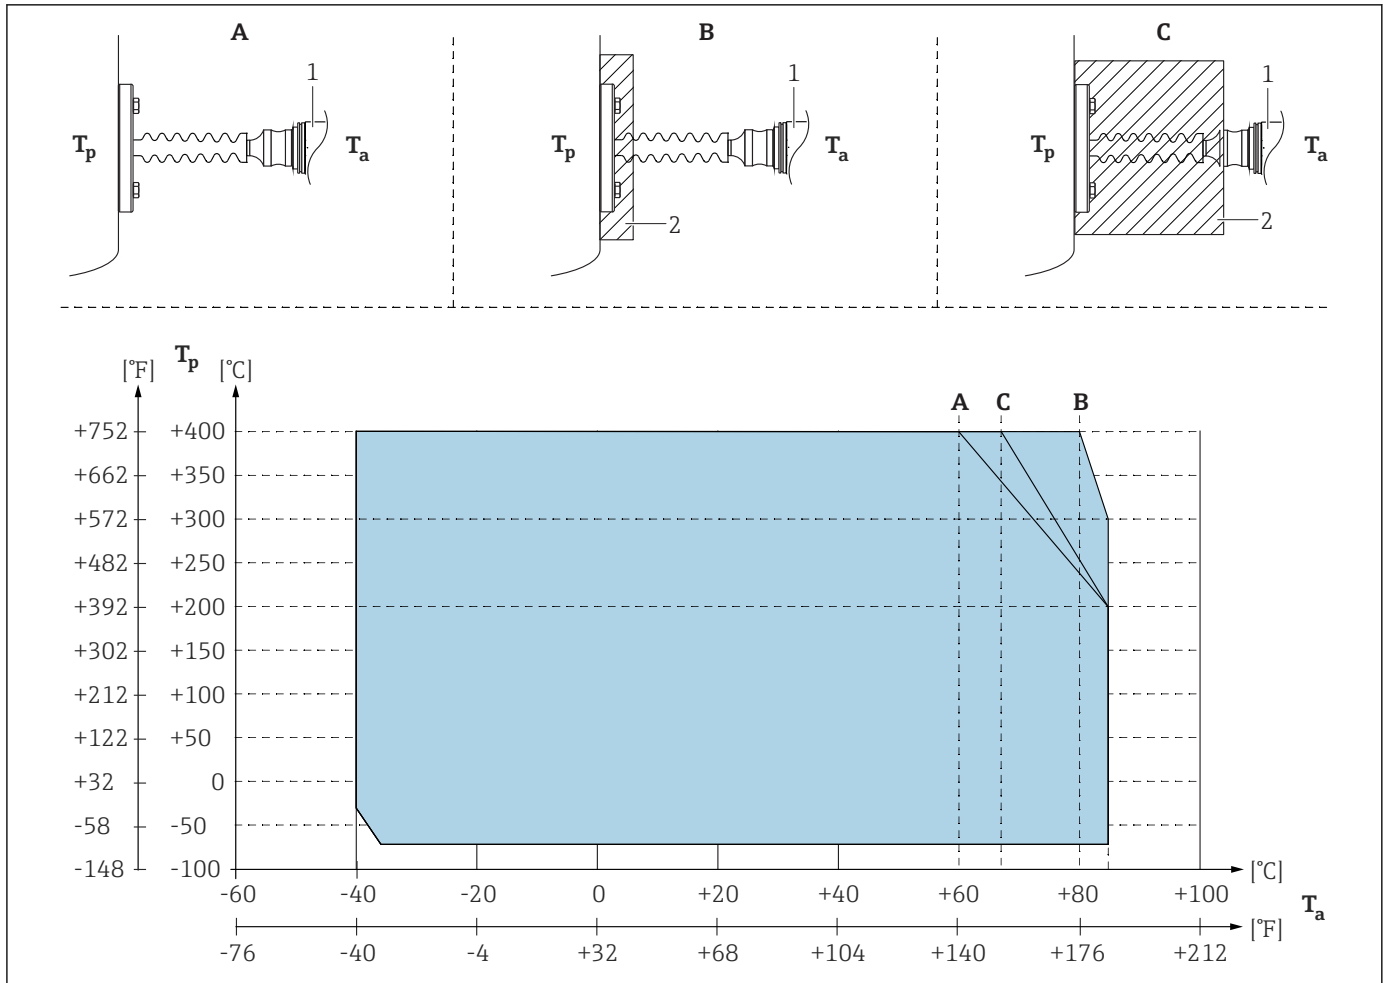 A B C
1 1 1
Tp Ta Tp Ta Tp Ta
2 2 2
[°F] Tp [°C]
A C B
+752 +400
+662 +350
+572 +300
+482 +250
+392 +200
+302 +150
+212 +100
+122 +50
+32 0
-58 -50
-148 -100
[°C]
-60 -40 -20 0 +20 +40 +60 +80 +100
Ta
[°F]
-76 -40 -4 +32 +68 +104 +140 +176 +212